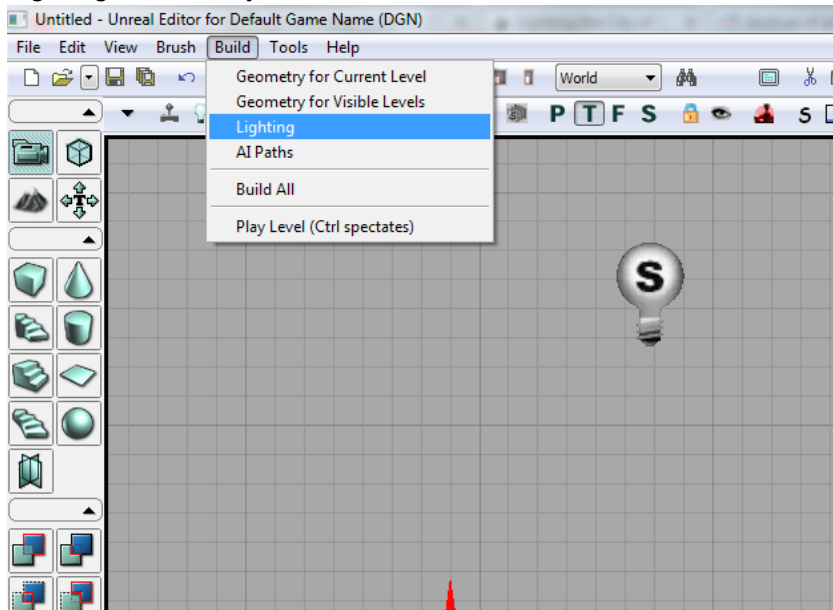 Untitled - Unreal Editor for Default Game Name (DGN)
File Edit View Brush Build Tools Help
World
Geometry for Current Level
Geometry for Visible Levels
Lighting
AI Paths
Build All
Play Level (Ctrl spectates)
P T F S
S
S